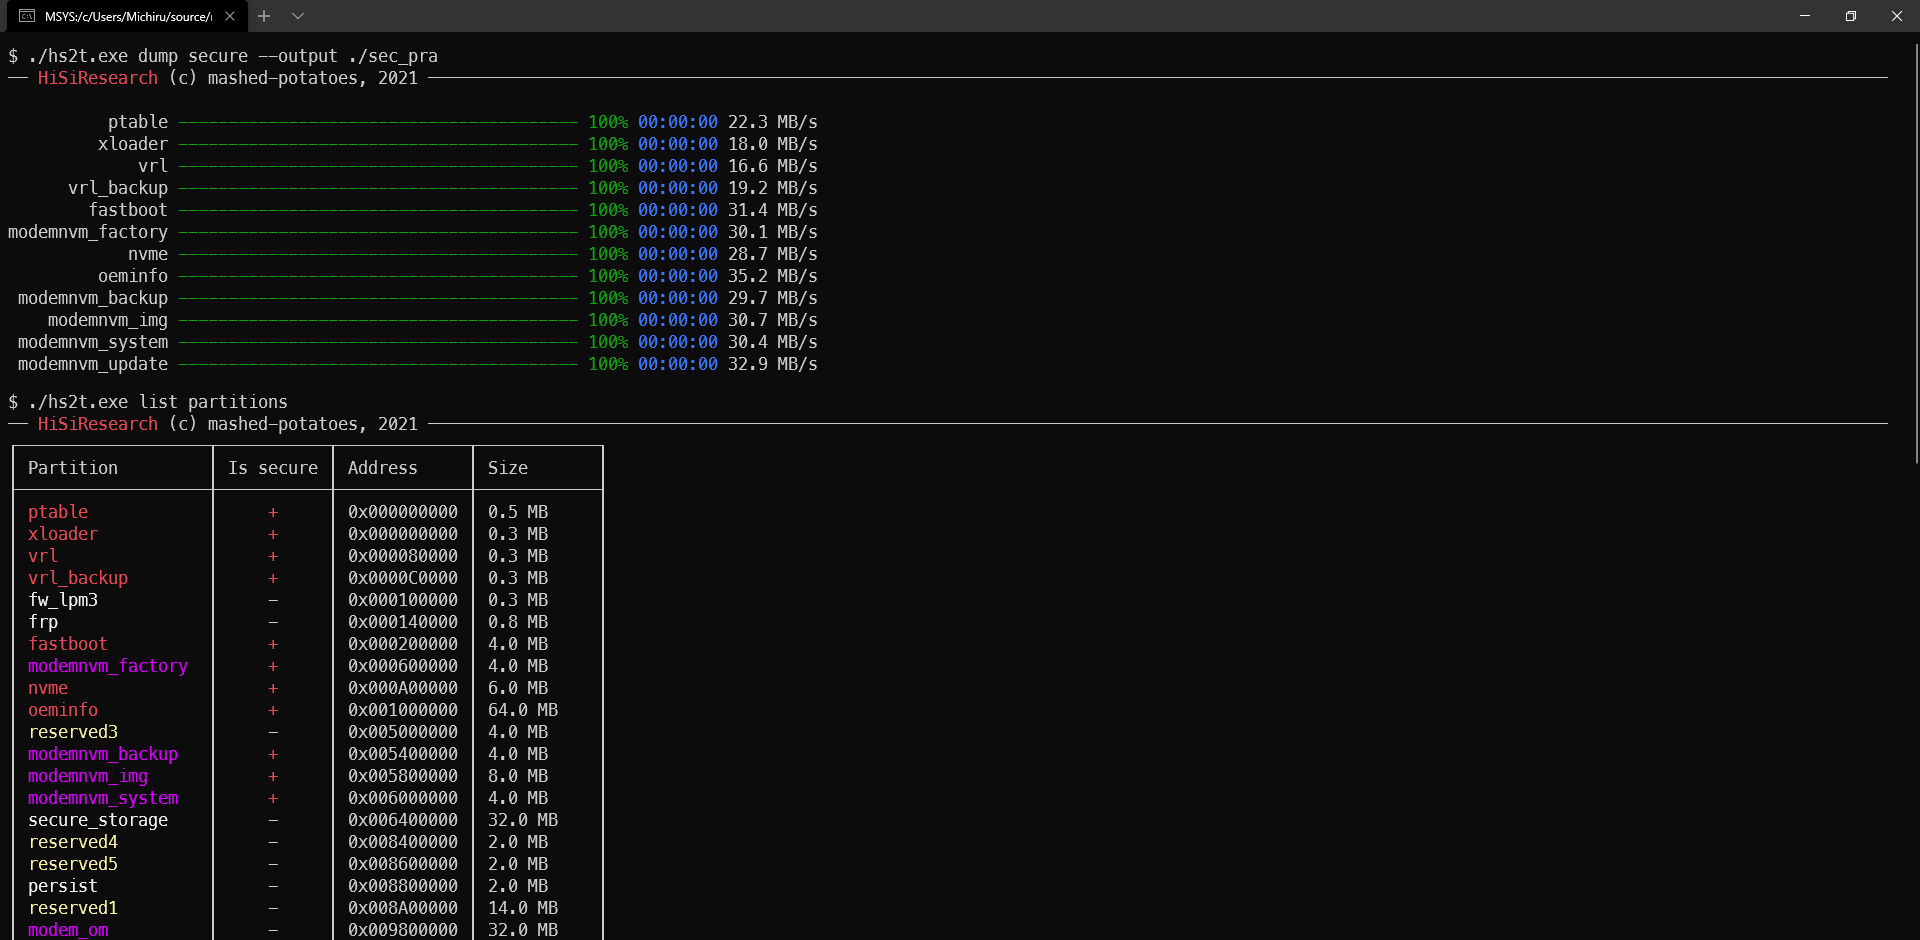 MSYS:/c/Users/Michiru/source/r
$ ./hs2t.exe dump secure --output ./sec_pra
HiSiResearch (c) mashed-potatoes, 2021
ptable 100% 00:00:00 22.3 MB/s
xloader 100% 00:00:00 18.0 MB/s
vrl 100% 00:00:00 16.6 MB/s
vrl_backup 100% 00:00:00 19.2 MB/s
fastboot 100% 00:00:00 31.4 MB/s
modemnvm_factory 100% 00:00:00 30.1 MB/s
nvme 100% 00:00:00 28.7 MB/s
oeminfo 100% 00:00:00 35.2 MB/s
modemnvm_backup 100% 00:00:00 29.7 MB/s
modemnvm_img 100% 00:00:00 30.7 MB/s
modemnvm_system 100% 00:00:00 30.4 MB/s
modemnvm_update 100% 00:00:00 32.9 MB/s
$ ./hs2t.exe list partitions
HiSiResearch (c) mashed-potatoes, 2021
Partition Is secure Address Size
ptable + 0x000000000 0.5 MB
xloader + 0x000000000 0.3 MB
vrl + 0x000080000 0.3 MB
vrl_backup + 0x0000C0000 0.3 MB
fw_lpm3 - 0x000100000 0.3 MB
frp - 0x000140000 0.8 MB
fastboot + 0x000200000 4.0 MB
modemnvm_factory + 0x000600000 4.0 MB
nvme + 0x000A00000 6.0 MB
oeminfo + 0x001000000 64.0 MB
reserved3 - 0x005000000 4.0 MB
modemnvm_backup + 0x005400000 4.0 MB
modemnvm_img + 0x005800000 8.0 MB
modemnvm_system + 0x006000000 4.0 MB
secure_storage - 0x006400000 32.0 MB
reserved4 - 0x008400000 2.0 MB
reserved5 - 0x008600000 2.0 MB
persist - 0x008800000 2.0 MB
reserved1 - 0x008A00000 14.0 MB
modem_om - 0x009800000 32.0 MB